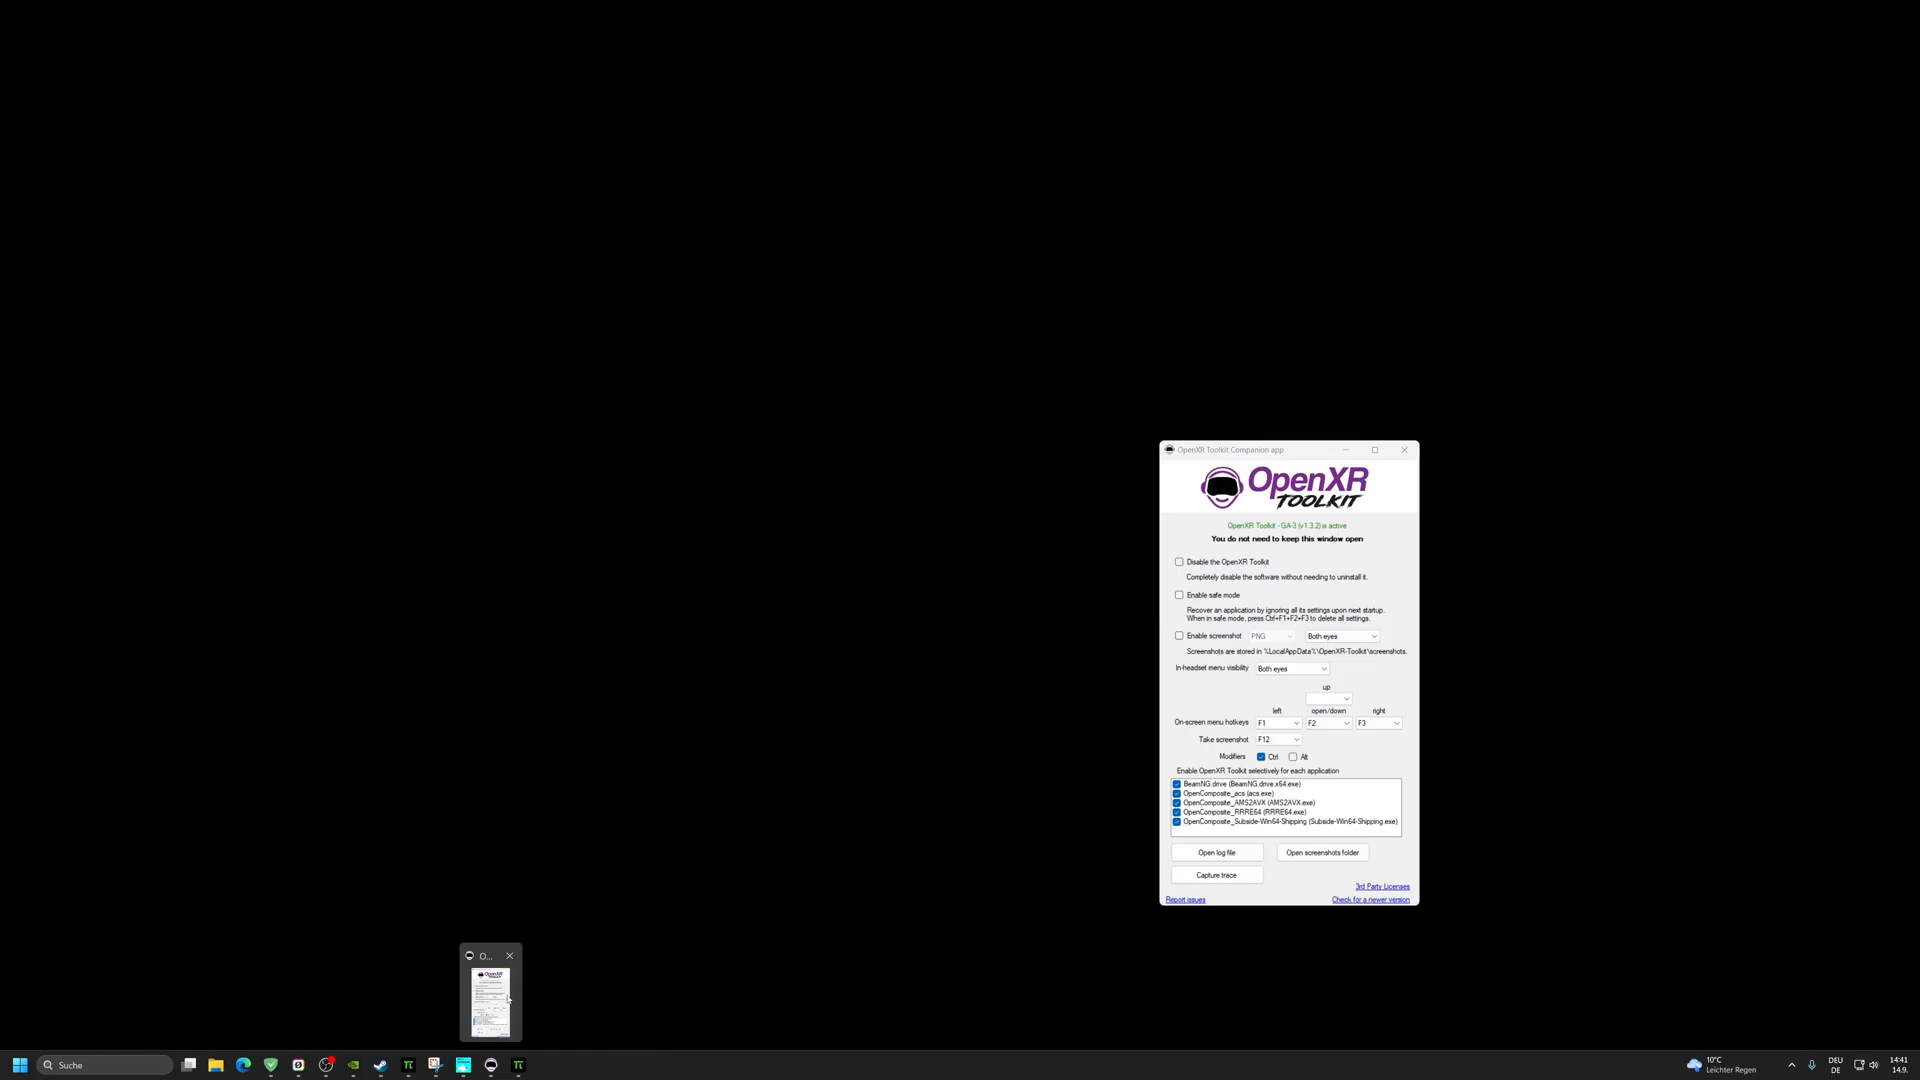 OpenXR Toolkit Companion app
OpenXR
TOOLKIT
OpenXR Toolkit - GA-3 (v1.3.2) is active
You do not need to keep this window open
Disable the OpenXR Toolkit
Completely disable the software without needing to uninstall it.
Enable safe mode
Recover an application by ignoring all its settings upon next startup.
When in safe mode, press Ctrl+F1+F2+F3 to delete all settings.
Enable screenshot PNG Both eyes
Screenshots are stored in %LocalAppData%\OpenXR-Toolkit\screenshots.
In-headset menu visibility Both eyes
up
left open/down right
On-screen menu hotkeys F1 F2 F3
Take screenshot F12
Modifiers Ctrl Alt
Enable OpenXR Toolkit selectively for each application
BeamNG.drive (BeamNG.drive.x64.exe)
OpenComposite_acs (acs.exe)
OpenComposite_AMS2AVX (AMS2AVX.exe)
OpenComposite_RRRE64 (RRRE64.exe)
OpenComposite_Subside-Win64-Shipping (Subside-Win64-Shipping.exe)
Open log file Open screenshots folder
Capture trace
3rd Party Licenses
Report issues Check for a newer version
O...
Suche
10°C
Leichter Regen
DEU
DE
14:41
14.9.